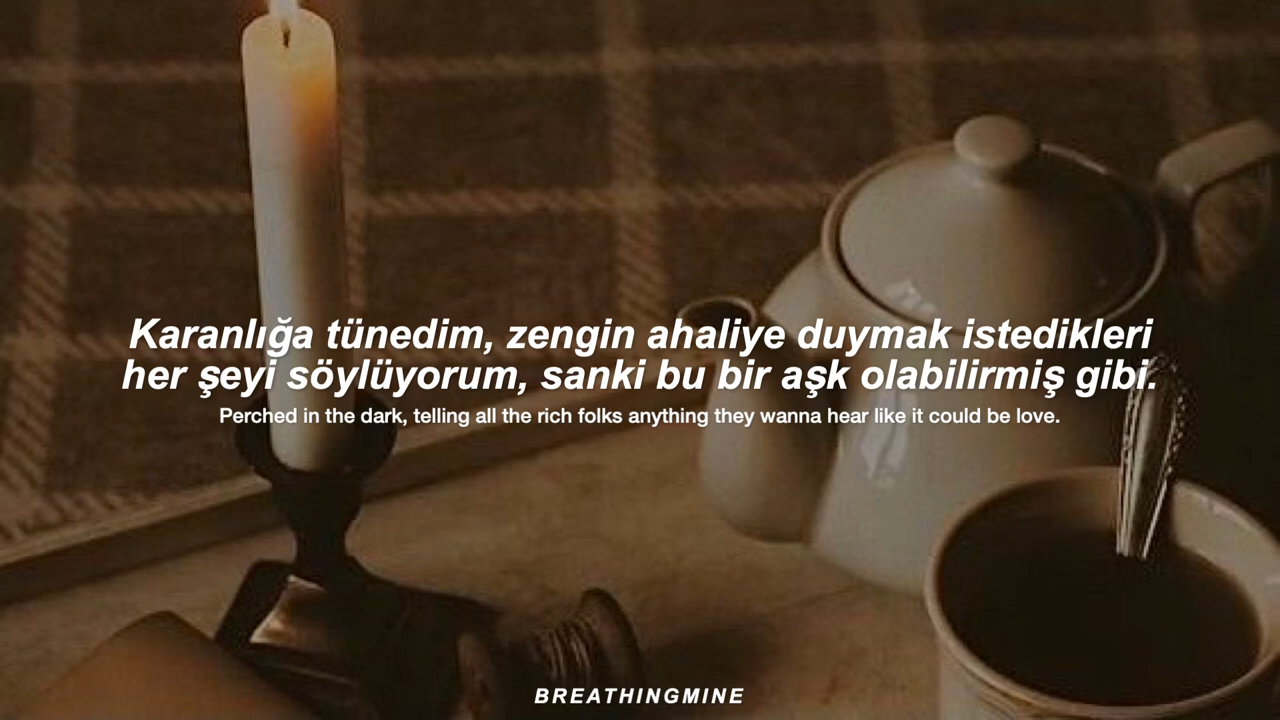 Karanlığa tünedim, zengin ahaliye duymak istedikleri
her şeyi söylüyorum, sanki bu bir aşk olabilirmiş gibi.
Perched in the dark, telling all the rich folks anything they wanna hear like it could be love.
BREATHINGMINE